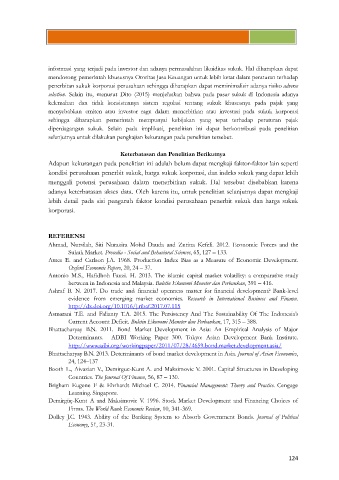 informasi yang terjadi pada investor dan adanya permasalahan likuiditas sukuk. Hal diharapkan dapat
mendorong pemerintah khususnya Otoritas Jasa Keuangan untuk lebih ketat dalam peraturan terhadap
penerbitan sukuk korporasi perusahaan sehingga diharapkan dapat meminimalisir adanya risiko adverse
selection. Selain itu, menurut Dito (2015) menjelaskan bahwa pada pasar sukuk di Indonesia adanya
kelemahan dan tidak konsistennya sistem regulasi tentang sukuk khususnya pada pajak yang
menyebabkan emiten atau investor ragu dalam menerbitkan atau investasi pada sukuk korporasi
sehingga diharapkan pemerintah mempunyai kebijakan yang tepat terhadap peraturan pajak
diperdagangan sukuk. Selain pada implikasi, penelitian ini dapat berkontribusi pada penelitian
selanjutnya untuk dilakukan pengkajian kekurangan pada penelitian tersebut.
Keterbatasan dan Penelitian Berikutnya
Adapun kekurangan pada penelitian ini adalah belum dapat mengkaji faktor-faktor lain seperti
kondisi perusahaan penerbit sukuk, harga sukuk korporasi, dan indeks sukuk yang dapat lebih
menggali potensi perusahaan dalam menerbitkan sukuk. Hal tersebut disebabkan karena
adanya keterbatasan akses data. Oleh karena itu, untuk penelitian selanjutnya dapat mengkaji
lebih detail pada sisi pengaruh faktor kondisi perusahaan penerbit sukuk dan harga sukuk
korporasi.
REFERENSI
Ahmad, Nursilah, Siti Nurazira Mohd Daud dan Zurina Kefeli. 2012. Economic Forces and the
Sukuk Market. Procedia - Social and Behavioral Sciences, 65, 127 – 133.
Ames E. and Carlson J.A. 1968. Production Index Bias as a Measure of Economic Development.
Oxford Economic Papers, 20, 24 – 37.
Antonio M.S., Hafidhoh Fauzi. H. 2013. The islamic capital market volatility: a comparative study
between in Indonesia and Malaysia. Buletin Ekonomi Moneter dan Perbankan, 391 – 416.
Ashraf B. N. 2017. Do trade and financial openness matter for financial development? Bank-level
evidence from emerging market economies. Research in International Business and Finance.
http://dx.doi.org/10.1016/j.ribaf.2017.07.115
Asmarani T.E. and Falianty T.A. 2015. The Persistency And The Sustainability Of The Indonesia's
Current Account Deficit. Buletin Ekonomi Moneter dan Perbankan, 17, 315 – 388.
Bhattacharyay B.N. 2011. Bond Market Development in Asia: An Empirical Analysis of Major
Determinants. ADBI Working Paper 300. Tokyo: Asian Development Bank Institute.
http://www.adbi.org/workingpaper/2011/07/28/4659.bond.market.development.asia/
Bhattacharyay B.N. 2013. Determinants of bond market development in Asia. Journal of Asian Economics,
24, 124-137
Booth L., Aivazian V., Demirguc-Kunt A. and Maksimovic V. 2001. Capital Structures in Developing
Countries. The Journal Of Finance, 56, 87 – 130.
Brigham Eugene F & Ehrhardt Michael C. 2014. Financial Management: Theory and Practice. Cengage
Learning. Singapore.
Demirgüç-Kunt A and Maksimovic V. 1996. Stock Market Development and Financing Choices of
Firms. The World Bank Economic Review, 10, 341-369.
Dolley J.C. 1943. Ability of the Banking System to Absorb Government Bonds. Journal of Political
Economy, 51, 23-31.
124